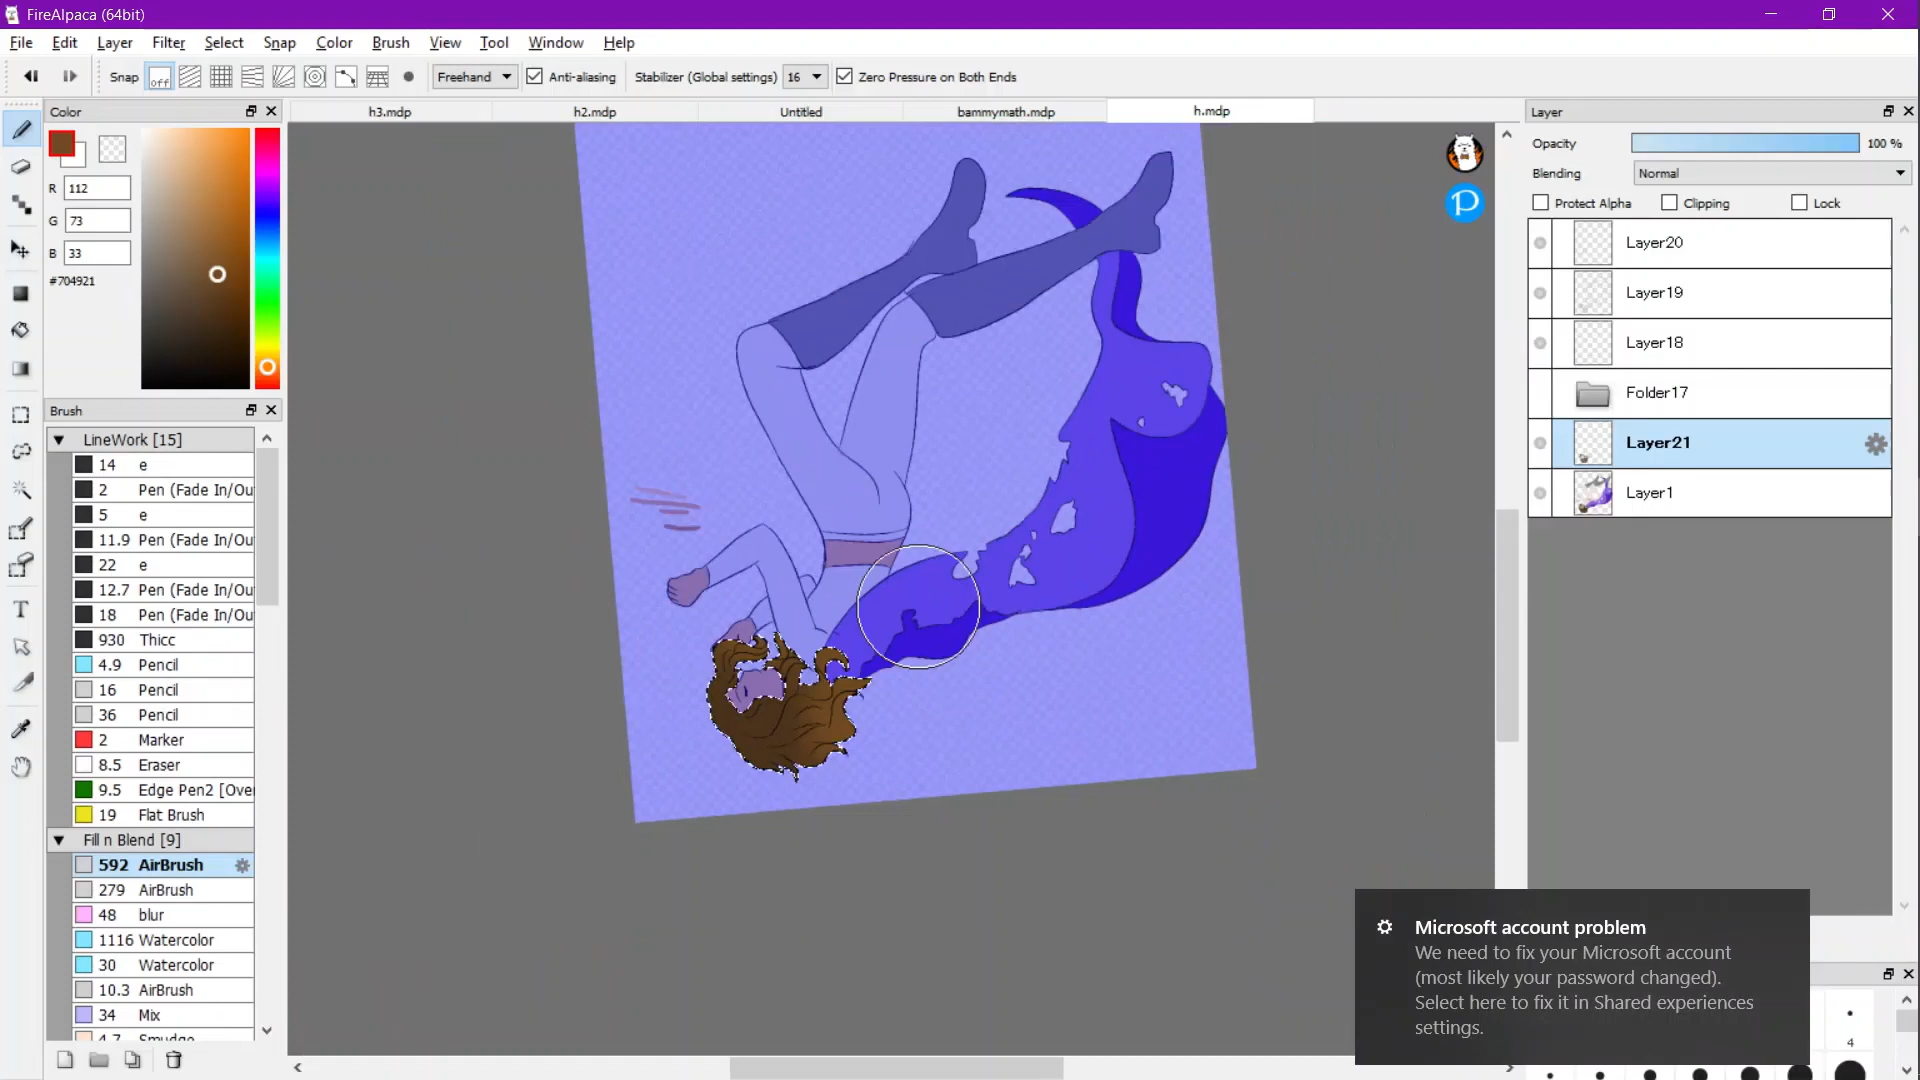 FireAlpaca (64bit)
File Edit Layer Filter Select Snap Color Brush View Tool Window Help
Snap off Freehand Anti-aliasing Stabilizer (Global settings) 16 Zero Pressure on Both Ends
Color
h3.mdp h2.mdp Untitled bammymath.mdp h.mdp
Layer
R 112
G 73
B 33
#704921
Brush
LineWork [15]
14 e
2 Pen (Fade In/Ou
5 e
11.9 Pen (Fade In/Ou
22 e
12.7 Pen (Fade In/Ou
18 Pen (Fade In/Ou
930 Thicc
4.9 Pencil
16 Pencil
36 Pencil
2 Marker
8.5 Eraser
9.5 Edge Pen2 [Ove
19 Flat Brush
Fill n Blend [9]
592 AirBrush
279 AirBrush
48 blur
1116 Watercolor
30 Watercolor
10.3 AirBrush
34 Mix
4.7 Smudge
T
P
Opacity 100 %
Blending Normal
Protect Alpha Clipping Lock
Layer20
Layer19
Layer18
Folder17
Layer21
Layer1
Microsoft account problem
We need to fix your Microsoft account
(most likely your password changed).
Select here to fix it in Shared experiences
settings.
4